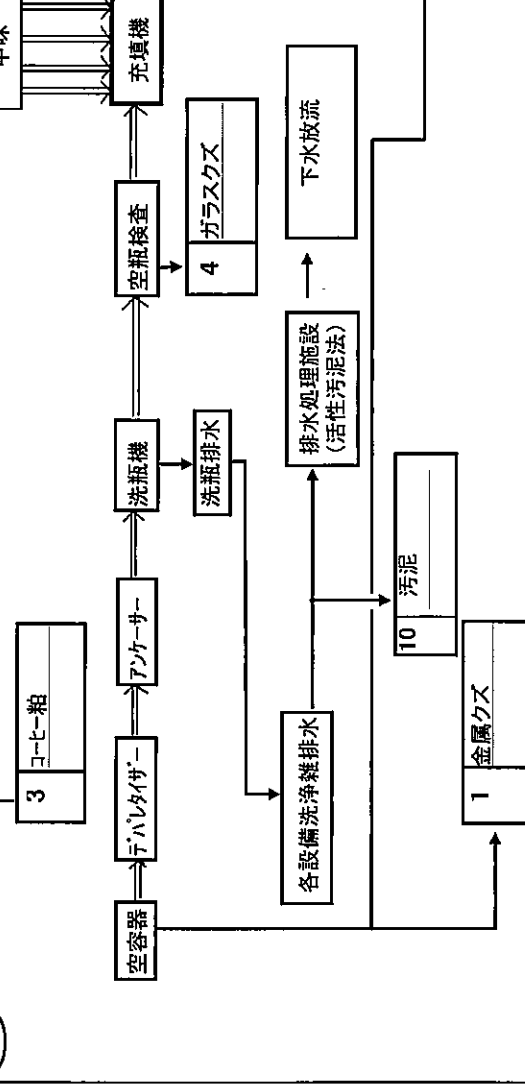 3 コーヒー粕
空容器
デパレタイザー
アンケーサー
洗瓶機
空瓶検査
充填機
4 ガラスクズ
洗瓶排水
各設備洗浄雑排水
排水処理施設
(活性汚泥法)
下水放流
10 汚泥
1 金属クズ